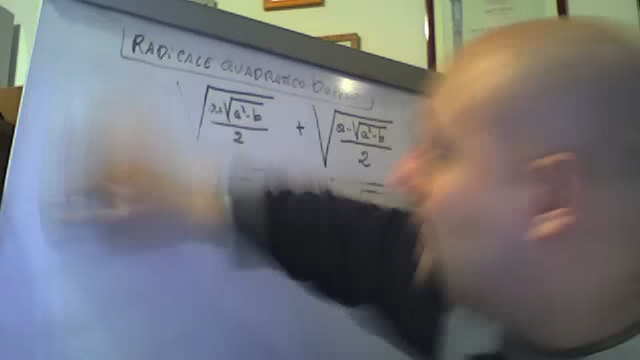 RADICALE QUADRATICO
√((a+√(a²-b))/2) + √((a-√(a²-b))/2)
=